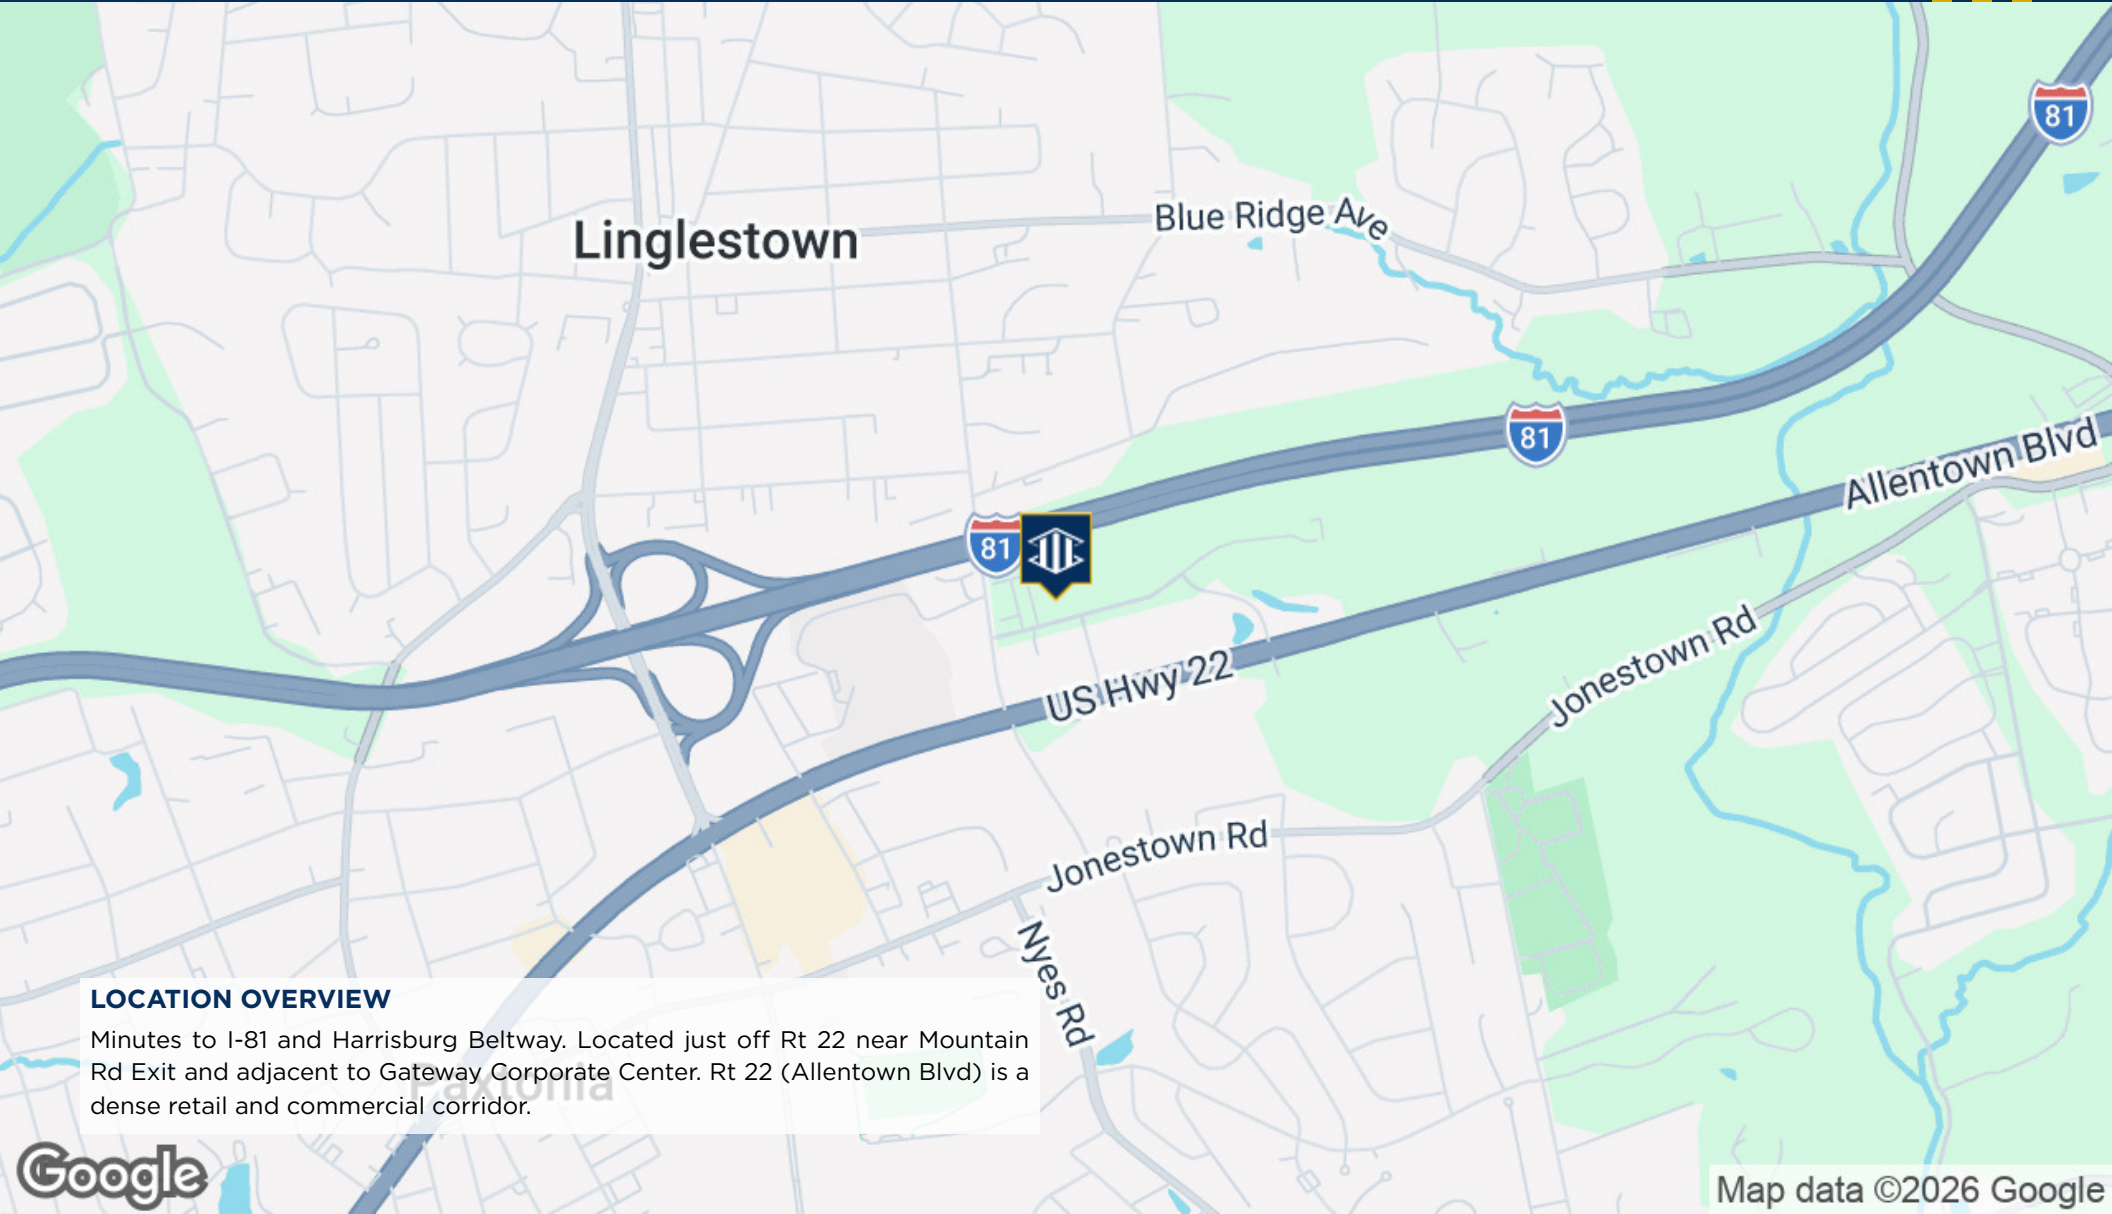 81
Blue Ridge Ave
Linglestown
81
Allentown Blvd
81
Jonestown Rd
US Hwy 22
Jonestown Rd
Nyes Rd
LOCATION OVERVIEW
Minutes to I-81 and Harrisburg Beltway. Located just off Rt 22 near Mountain
Rd Exit and adjacent to Gateway Corporate Center. Rt 22 (Allentown Blvd) is a
dense retail and commercial corridor.
Paxtonia
Google
Map data ©2026 Google